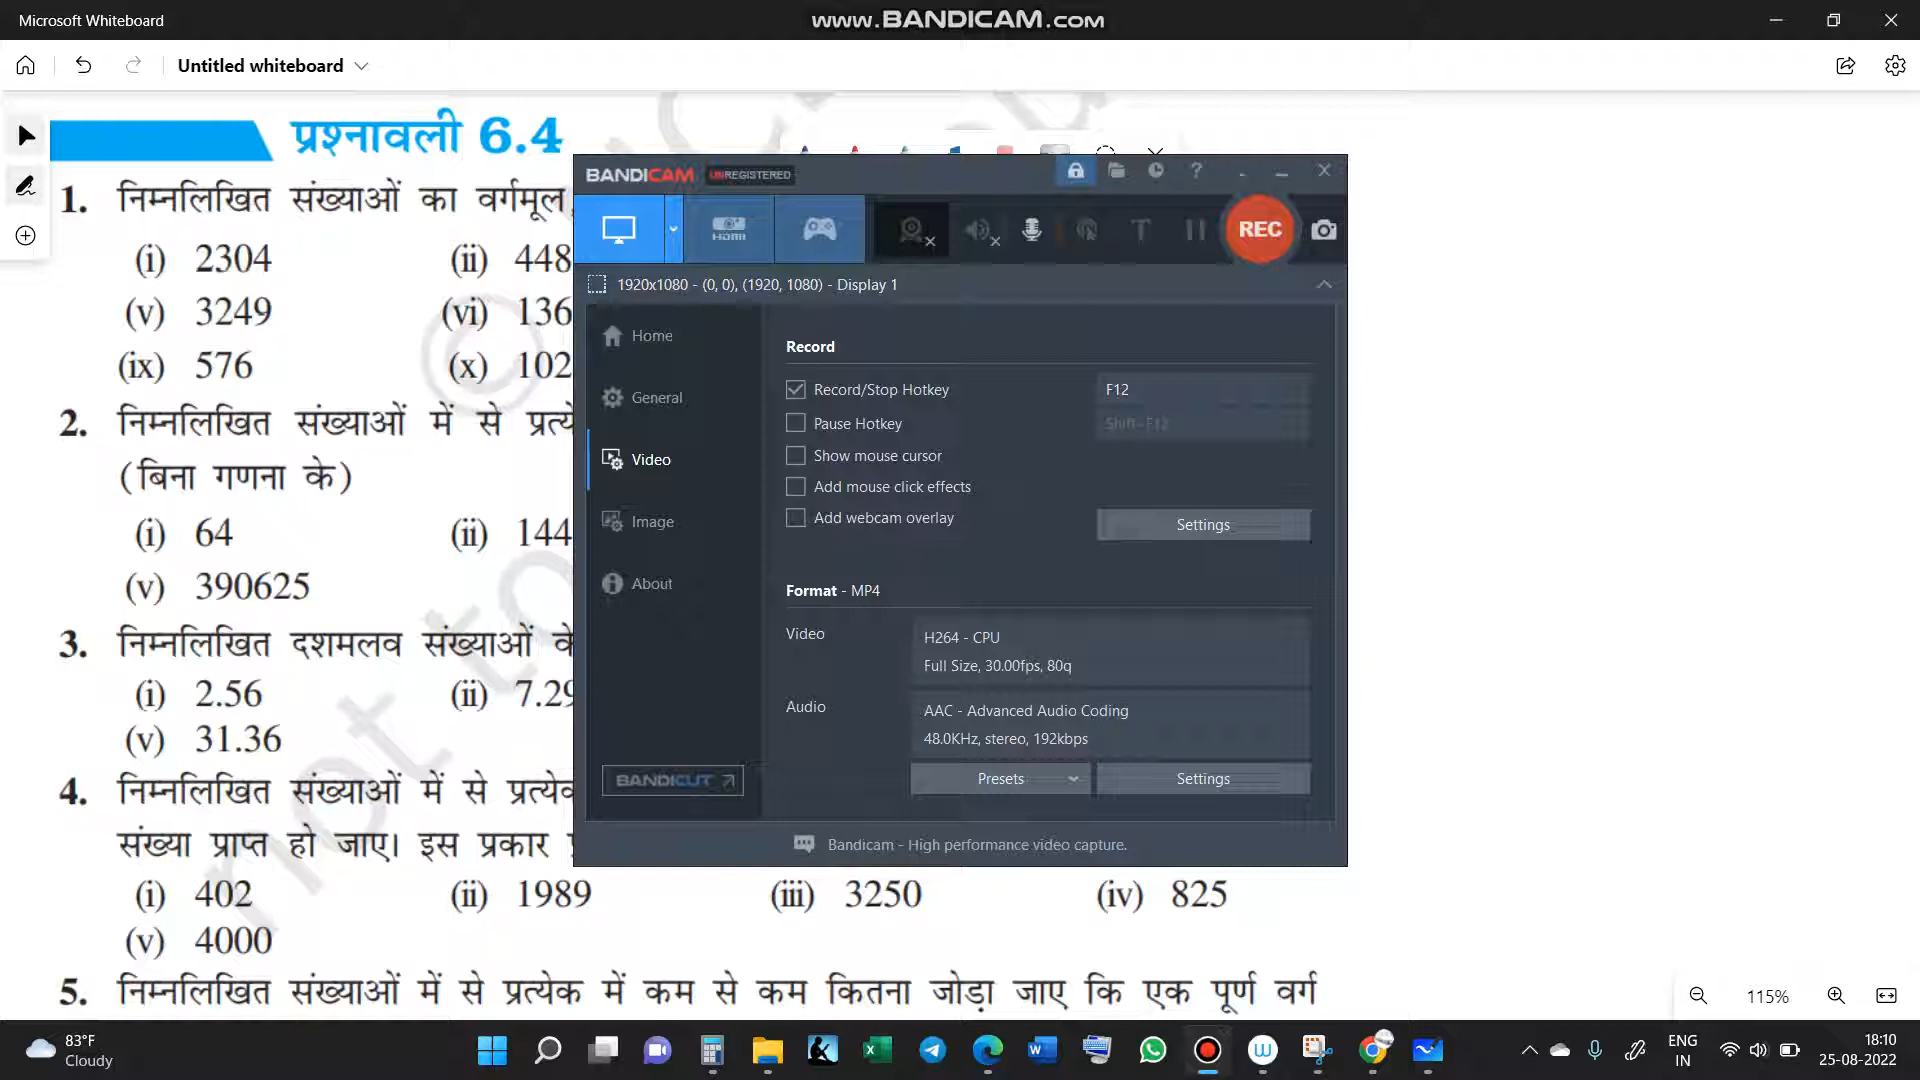 Microsoft Whiteboard
www.BANDICAM.com
Untitled whiteboard
प्रश्नावली 6.4
1. निम्नलिखित संख्याओं का वर्गमूल
(i) 2304 (ii) 448
(v) 3249 (vi) 136
(ix) 576 (x) 102
2. निम्नलिखित संख्याओं में से प्रत्ये
(बिना गणना के)
(i) 64 (ii) 144
(v) 390625
3. निम्नलिखित दशमलव संख्याओं के
(i) 2.56 (ii) 7.29
(v) 31.36
4. निम्नलिखित संख्याओं में से प्रत्येक
संख्या प्राप्त हो जाए। इस प्रकार
(i) 402 (ii) 1989 (iii) 3250 (iv) 825
(v) 4000
5. निम्नलिखित संख्याओं में से प्रत्येक में कम से कम कितना जोड़ा जाए कि एक पूर्ण वर्ग
not to
BANDICAM UNREGISTERED
HDMI
REC
1920x1080 - (0, 0), (1920, 1080) - Display 1
Home
General
Video
Image
About
BANDICUT
Record
Record/Stop Hotkey F12
Pause Hotkey Shift+F12
Show mouse cursor
Add mouse click effects
Add webcam overlay
Settings
Format - MP4
Video
H264 - CPU
Full Size, 30.00fps, 80q
Audio
AAC - Advanced Audio Coding
48.0KHz, stereo, 192kbps
Presets
Settings
Bandicam - High performance video capture.
115%
83°F
Cloudy
ENG
IN
18:10
25-08-2022